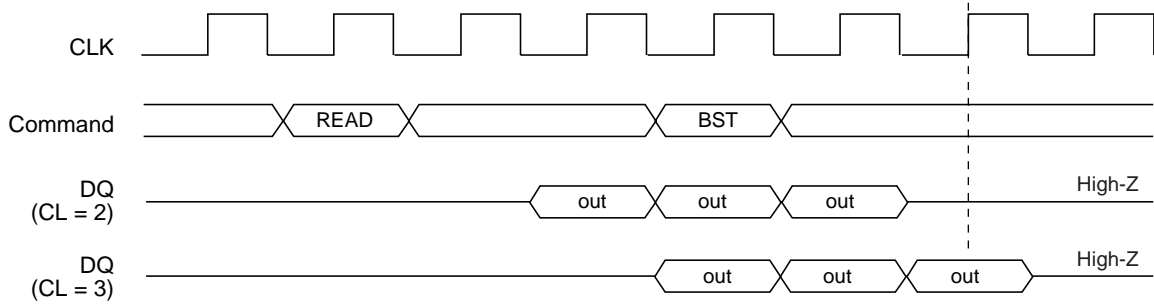 CLK
Command READ BST
DQ
(CL = 2) out out out High-Z
DQ
(CL = 3) out out out High-Z